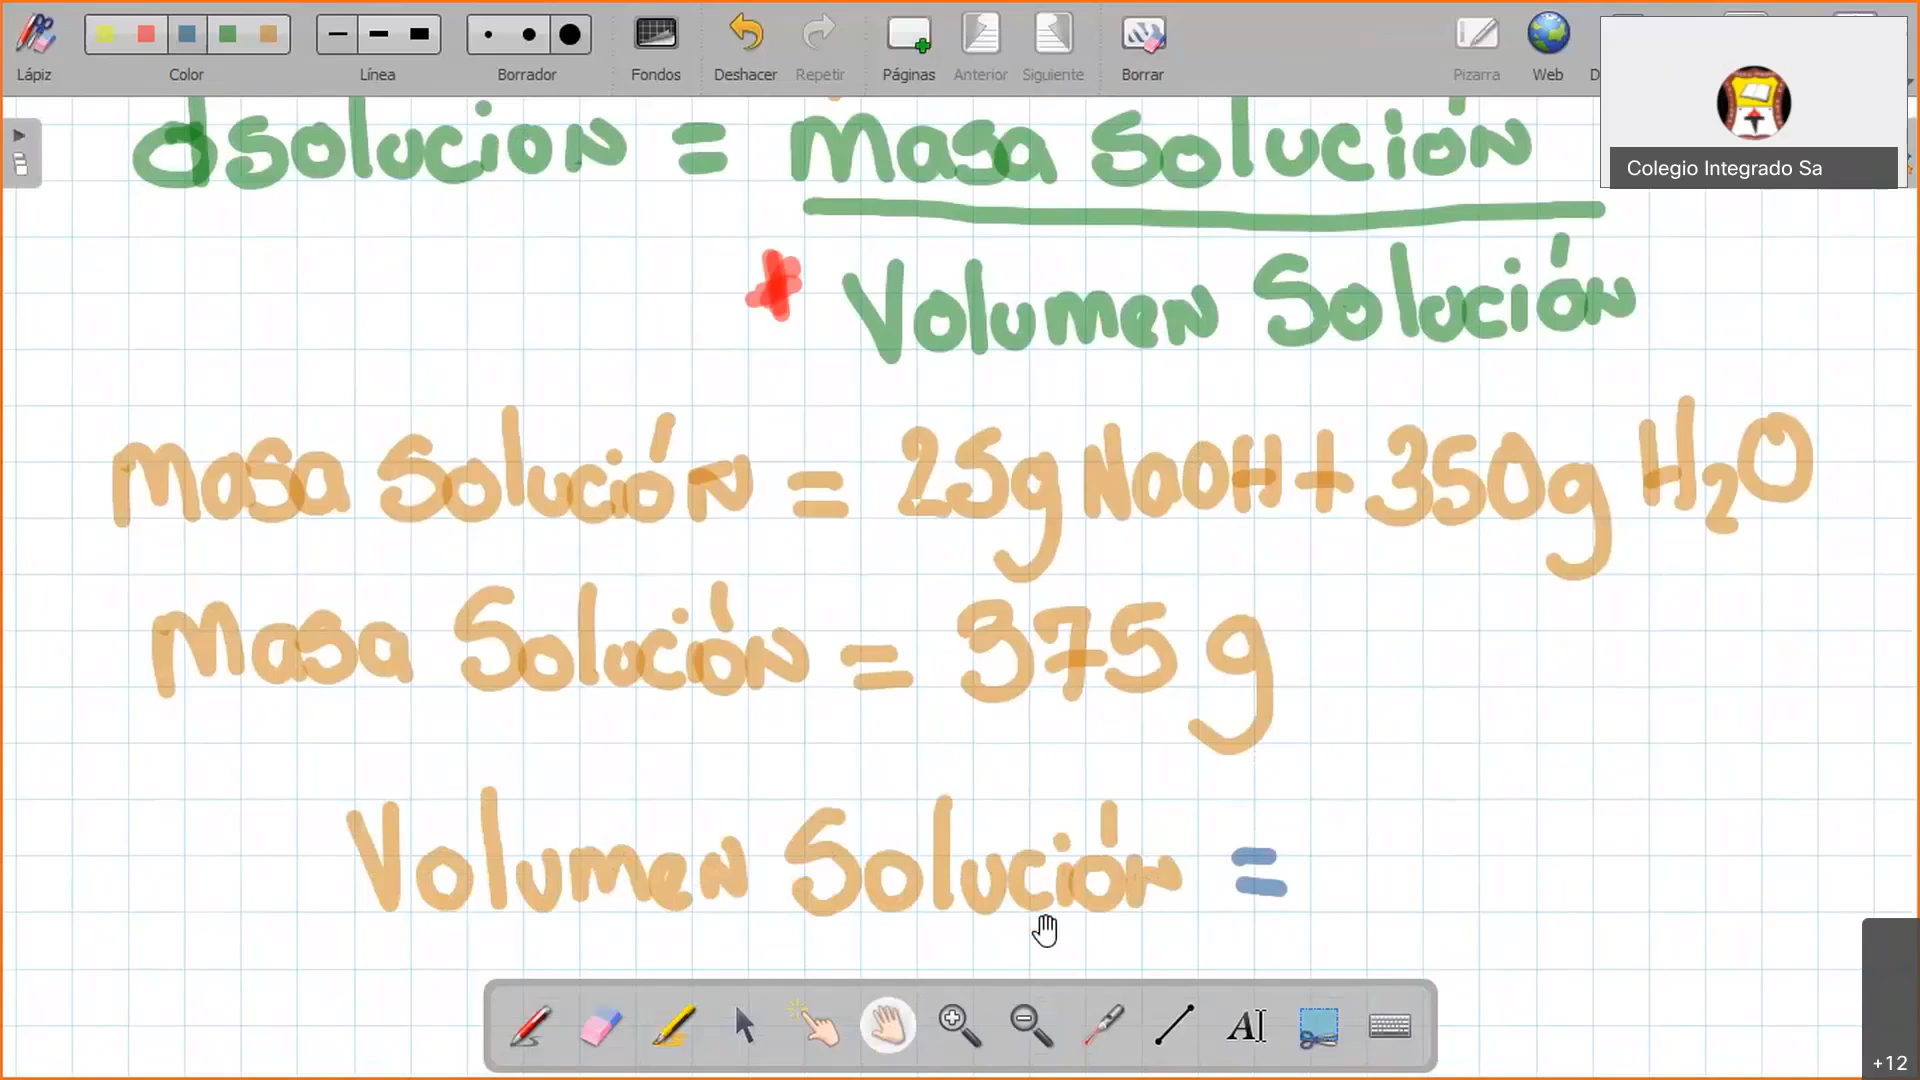 Lápiz
Color
Línea
Borrador
Fondos
Deshacer
Repetir
Páginas
Anterior
Siguiente
Borrar
Pizarra
Web
D
Colegio Integrado Sa
dsolucion = masa Solución
* Volumen Solución
masa Solución = 25g NaOH + 350g H₂O
masa Solución = 375 g
Volumen Solución =
AI
+12